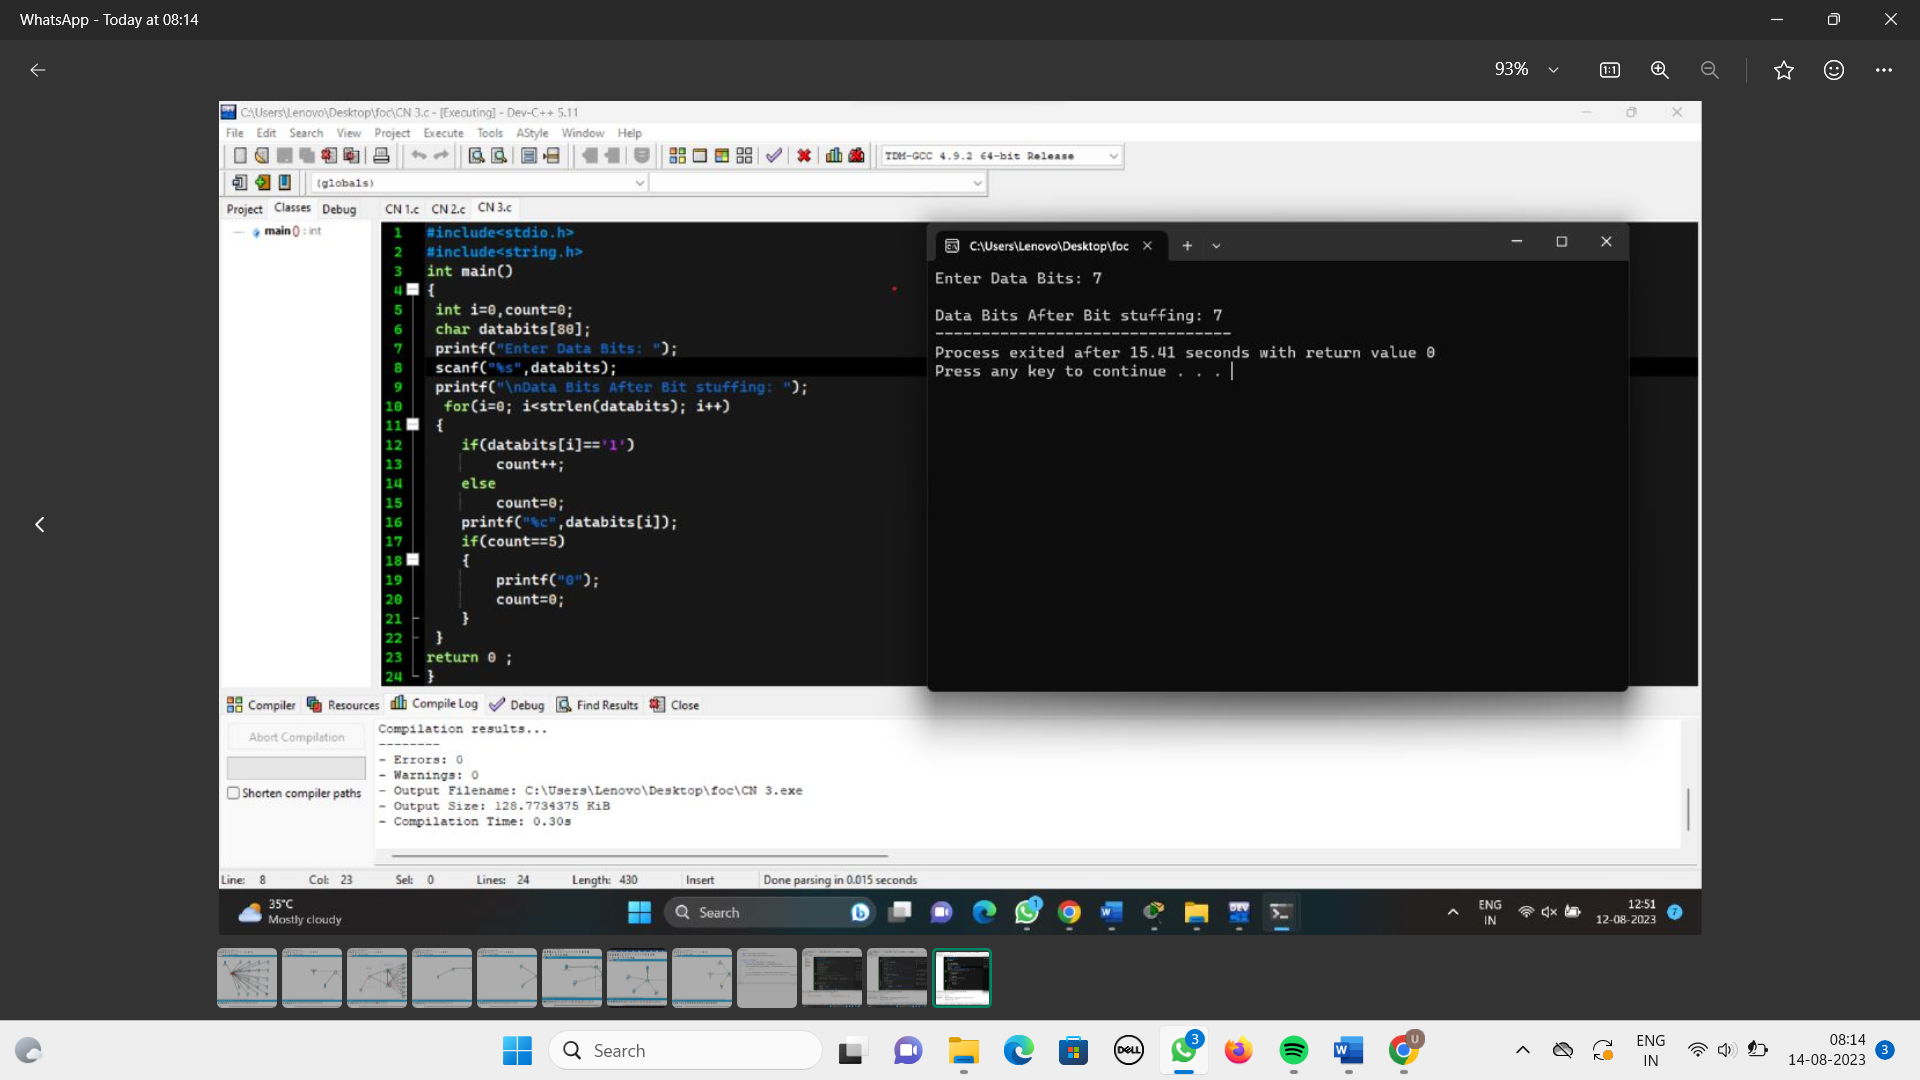 WhatsApp - Today at 08:14
93%
C:\Users\Lenovo\Desktop\foc\CN 3.c - [Executing] - Dev-C++ 5.11
File Edit Search View Project Execute Tools AStyle Window Help
TDM-GCC 4.9.2 64-bit Release
(globals)
Project Classes Debug
CN 1.c CN 2.c CN 3.c
main () : int
1 #include<stdio.h>
2 #include<string.h>
3 int main()
4 {
5 int i=0,count=0;
6 char databits[80];
7 printf("Enter Data Bits: ");
8 scanf("%s",databits);
9 printf("\nData Bits After Bit stuffing: ");
10 for(i=0; i<strlen(databits); i++)
11 {
12 if(databits[i]=='1')
13 count++;
14 else
15 count=0;
16 printf("%c",databits[i]);
17 if(count==5)
18 {
19 printf("0");
20 count=0;
21 }
22 }
23 return 0 ;
24 }
C:\Users\Lenovo\Desktop\foc
Enter Data Bits: 7
Data Bits After Bit stuffing: 7
--------------------------------
Process exited after 15.41 seconds with return value 0
Press any key to continue . . .
Compiler Resources Compile Log Debug Find Results Close
Abort Compilation
Shorten compiler paths
Compilation results...
--------
- Errors: 0
- Warnings: 0
- Output Filename: C:\Users\Lenovo\Desktop\foc\CN 3.exe
- Output Size: 128.7734375 KiB
- Compilation Time: 0.30s
Line: 8 Col: 23 Sel: 0 Lines: 24 Length: 430 Insert Done parsing in 0.015 seconds
35°C
Mostly cloudy
Search
1
DEV
ENG
IN
12:51
12-08-2023
7
Search
DELL
3
U
ENG
IN
08:14
14-08-2023
3